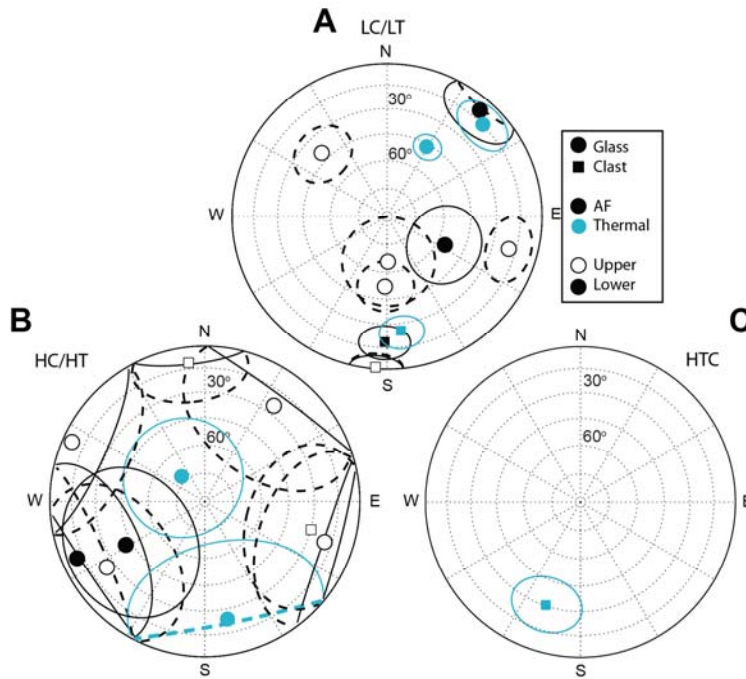 A
LC/LT
N
30°
60°
W
E
S
Glass
Clast
AF
Thermal
Upper
Lower
B
HC/HT
N
30°
60°
W
E
S
C
HTC
N
30°
60°
W
E
S